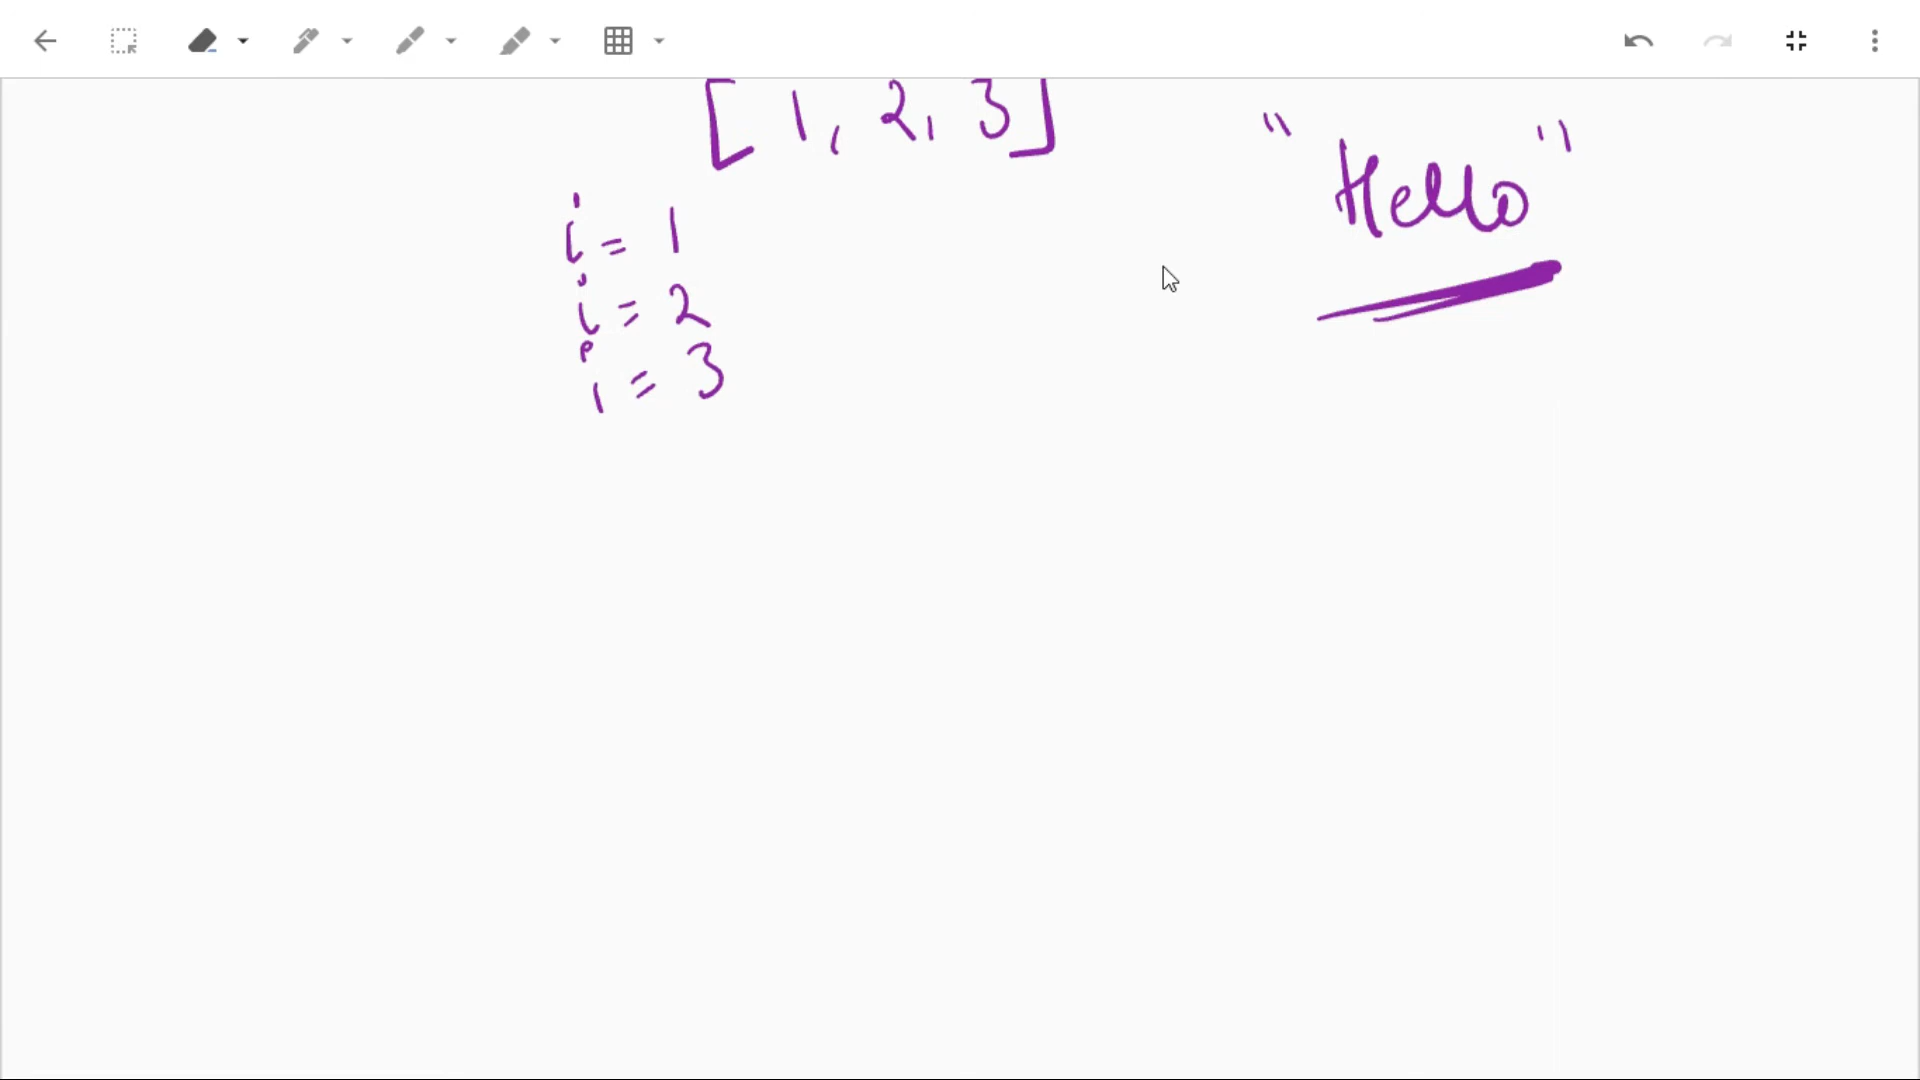 [ 1, 2, 3 ]
"Hello"
i = 1
i = 2
i = 3